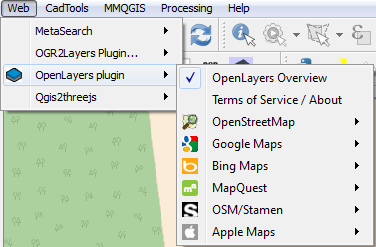 Web CadTools MMQGIS Processing Help
MetaSearch
OGR2Layers Plugin...
OpenLayers plugin
Qgis2threejs
OpenLayers Overview
Terms of Service / About
OpenStreetMap
Google Maps
Bing Maps
MapQuest
OSM/Stamen
Apple Maps